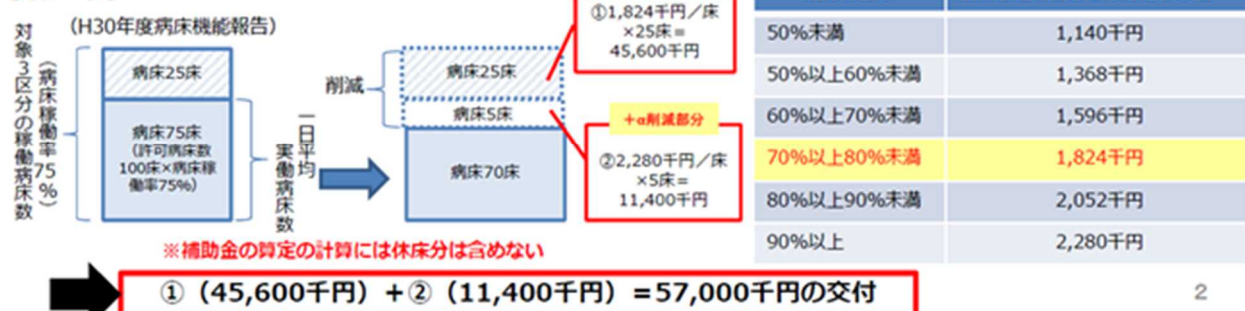 (H30年度病床機能報告)
対象3区分の稼働病床数
(病床稼働率75%)
病床25床
病床75床
(許可病床数
100床×病床稼
働率75%)
一日平均
実働病床数
削減
病床25床
病床5床
病床70床
①1,824千円/床
×25床=
45,600千円
+α削減部分
②2,280千円/床
×5床=
11,400千円
50%未満 1,140千円
50%以上60%未満 1,368千円
60%以上70%未満 1,596千円
70%以上80%未満 1,824千円
80%以上90%未満 2,052千円
90%以上 2,280千円
※補助金の算定の計算には休床分は含めない
①(45,600千円)+②(11,400千円)=57,000千円の交付
2